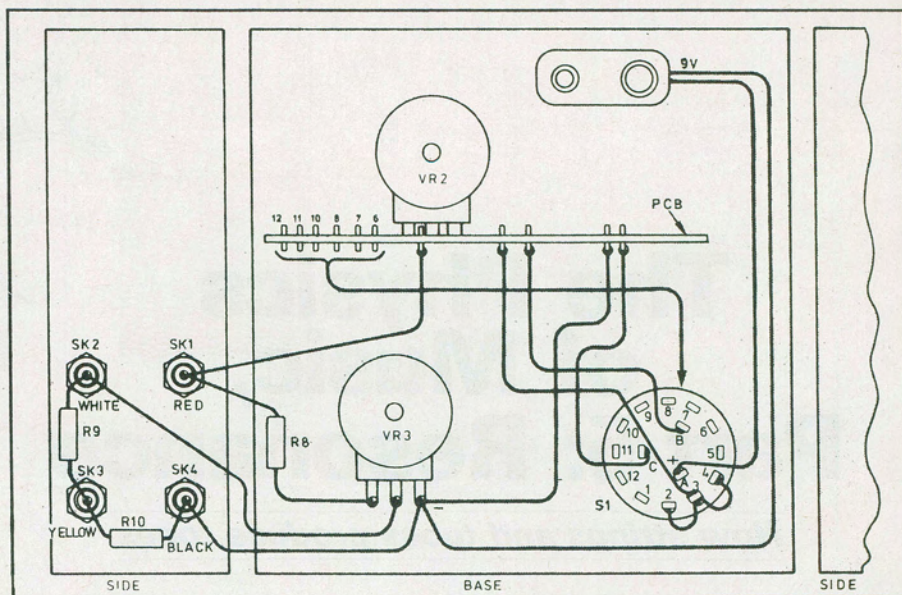 9V
VR2
12 11 10 8 7 6
PCB
SK2
SK1
WHITE
RED
R9
R8
VR3
SK3
SK4
YELLOW
R10
BLACK
−
S1
8
9
7
10
B
6
11
C
+
5
4
12
3
1
2
SIDE
BASE
SIDE